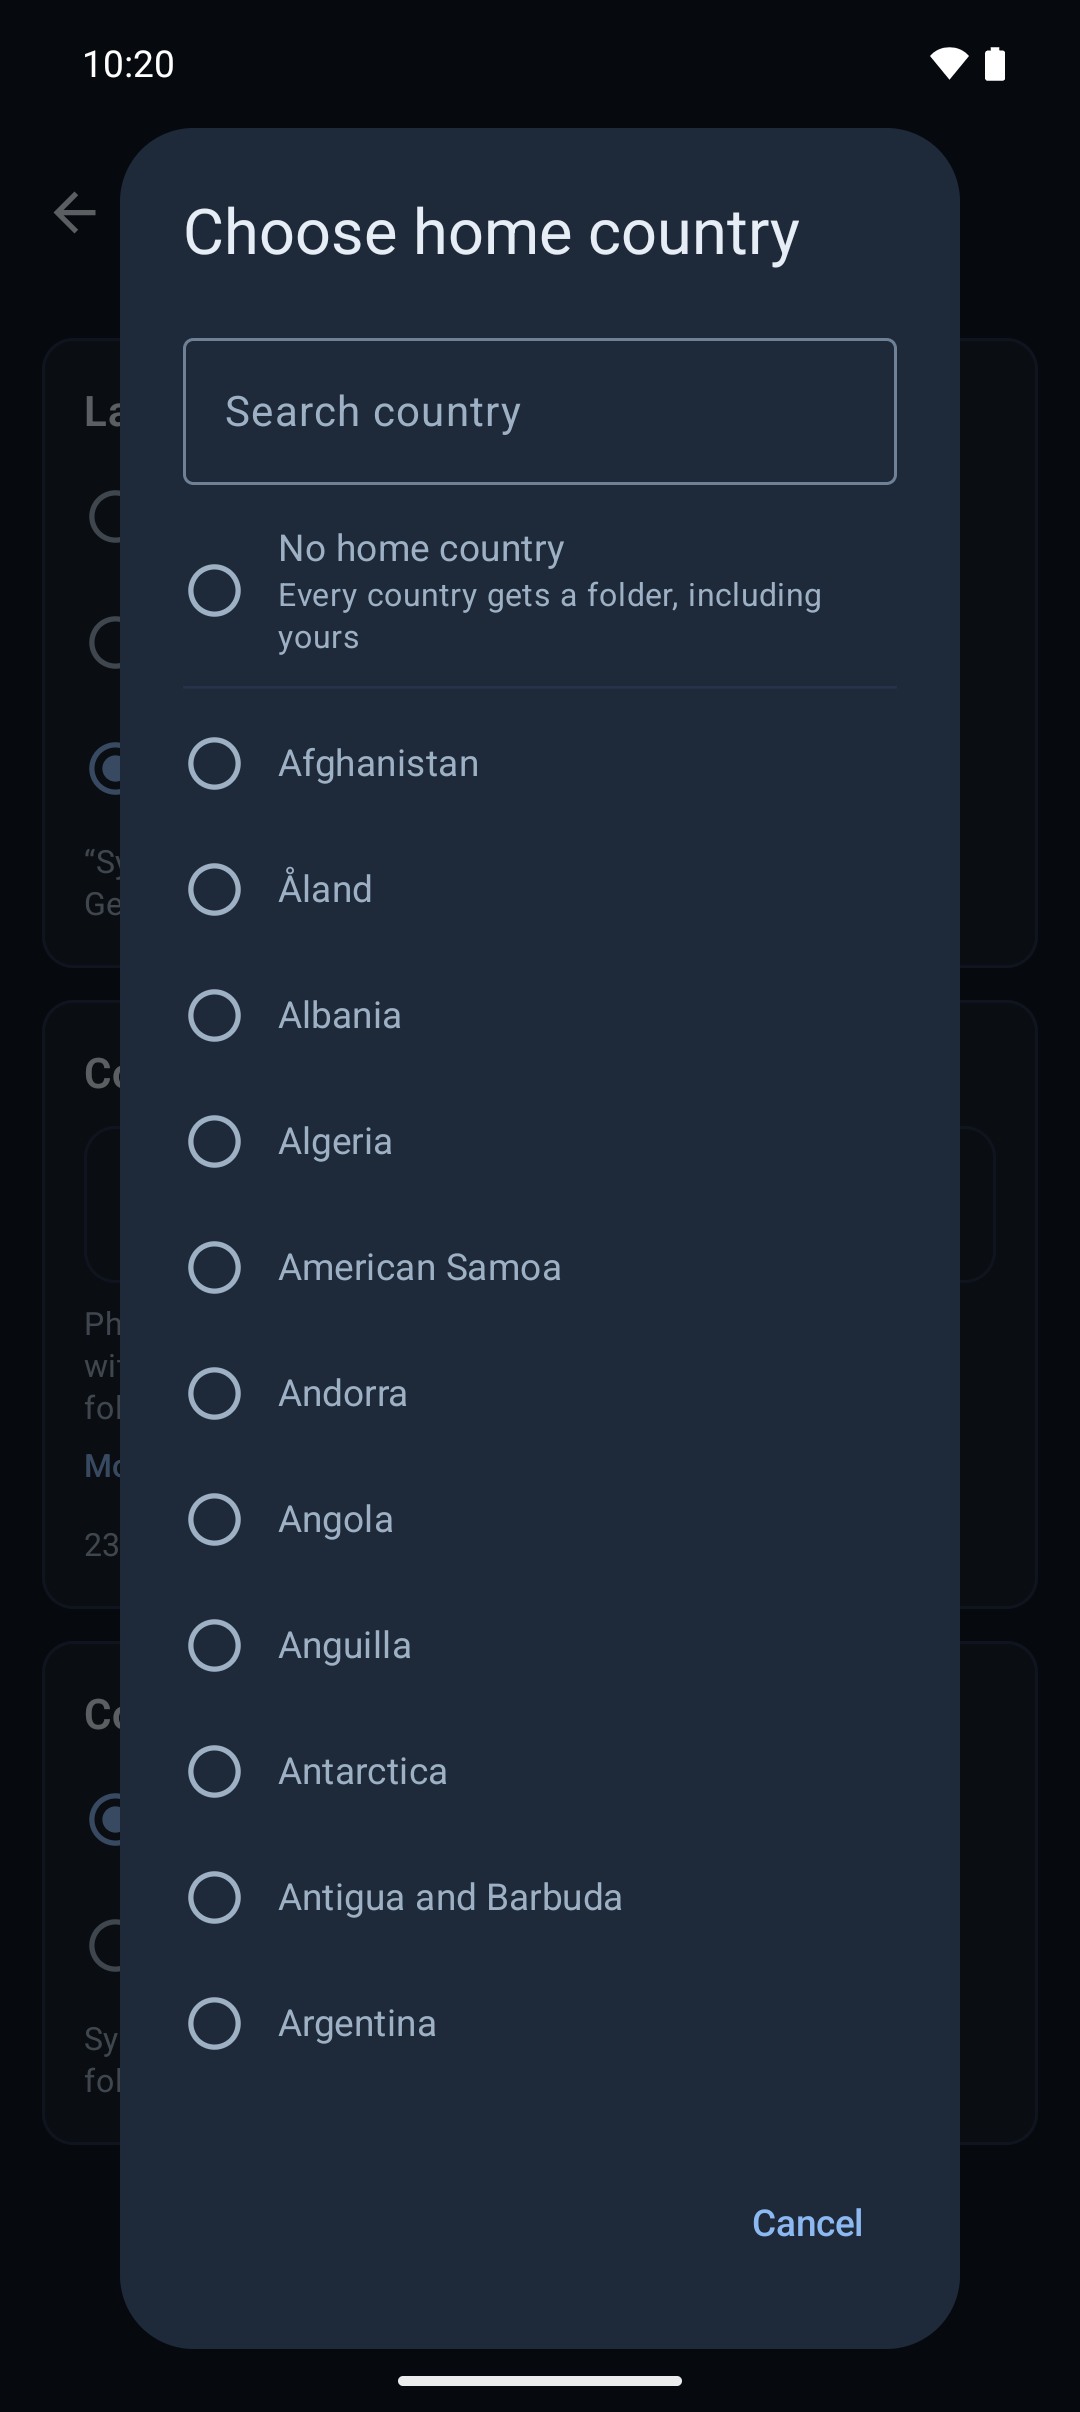 10:20
Choose home country
Search country
No home country
Every country gets a folder, including
yours
Afghanistan
Åland
Albania
Algeria
American Samoa
Andorra
Angola
Anguilla
Antarctica
Antigua and Barbuda
Argentina
Cancel